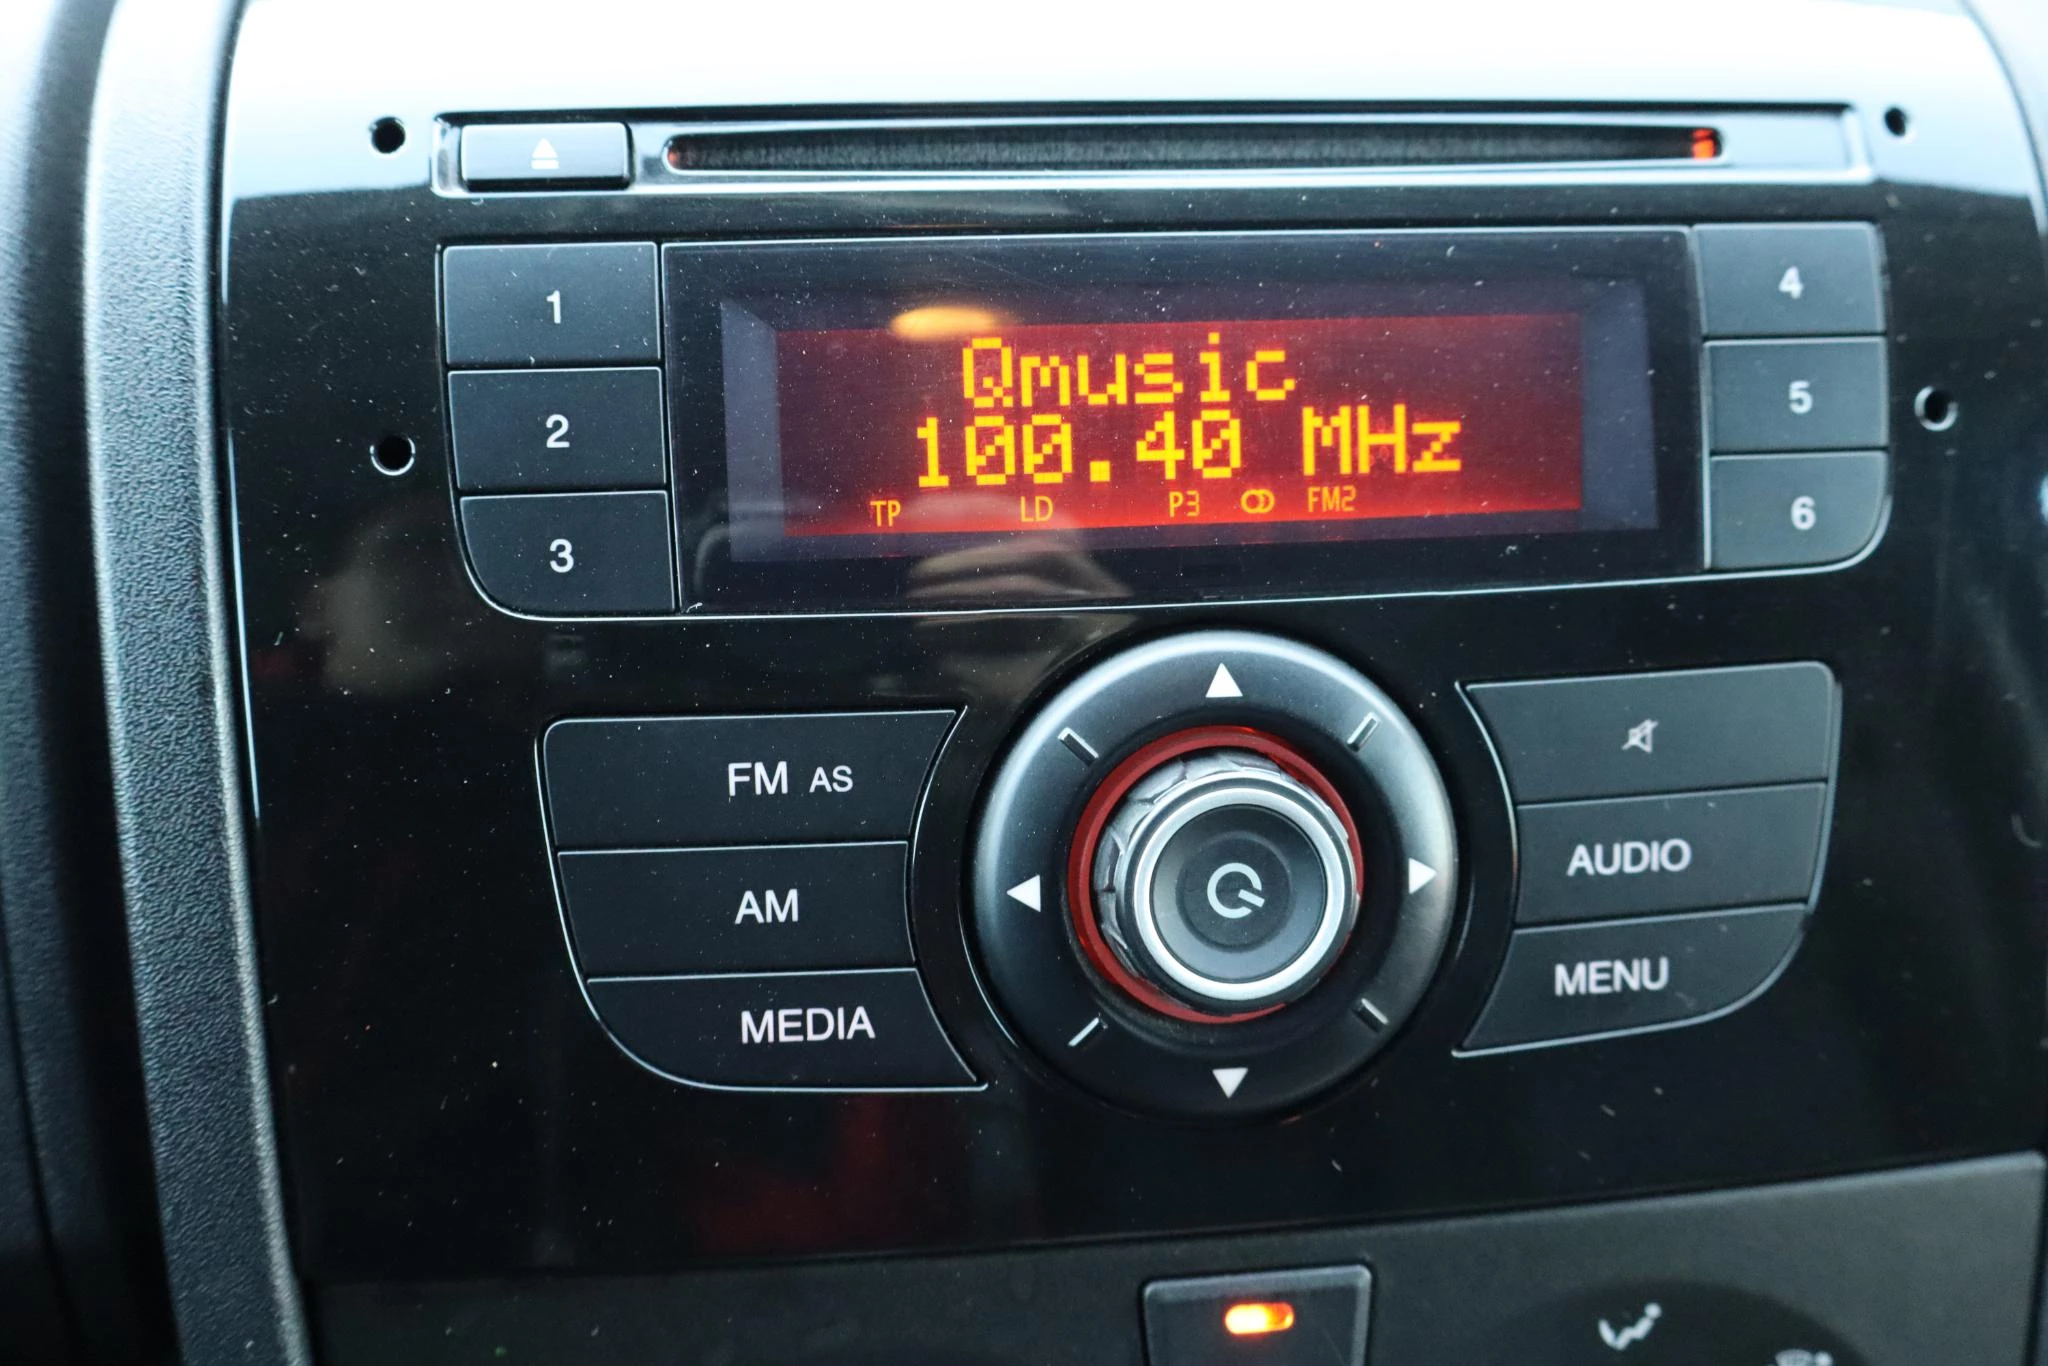 1
2
3
Qmusic
100.40 MHz
TP LD P3 FM2
4
5
6
FM AS
AM
MEDIA
AUDIO
MENU